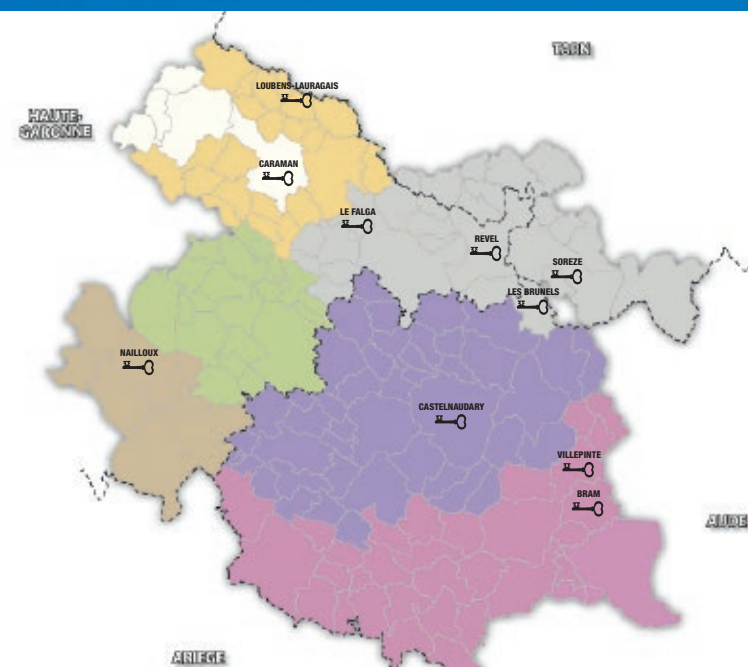 TARN
LOUBENS-LAURAGAIS
HAUTE-
GARONNE
CARAMAN
LE FALGA
REVEL
SOREZE
LES BRUNELS
NAILLOUX
CASTELNAUDARY
VILLEPINTE
BRAM
AUDE
ARIEGE